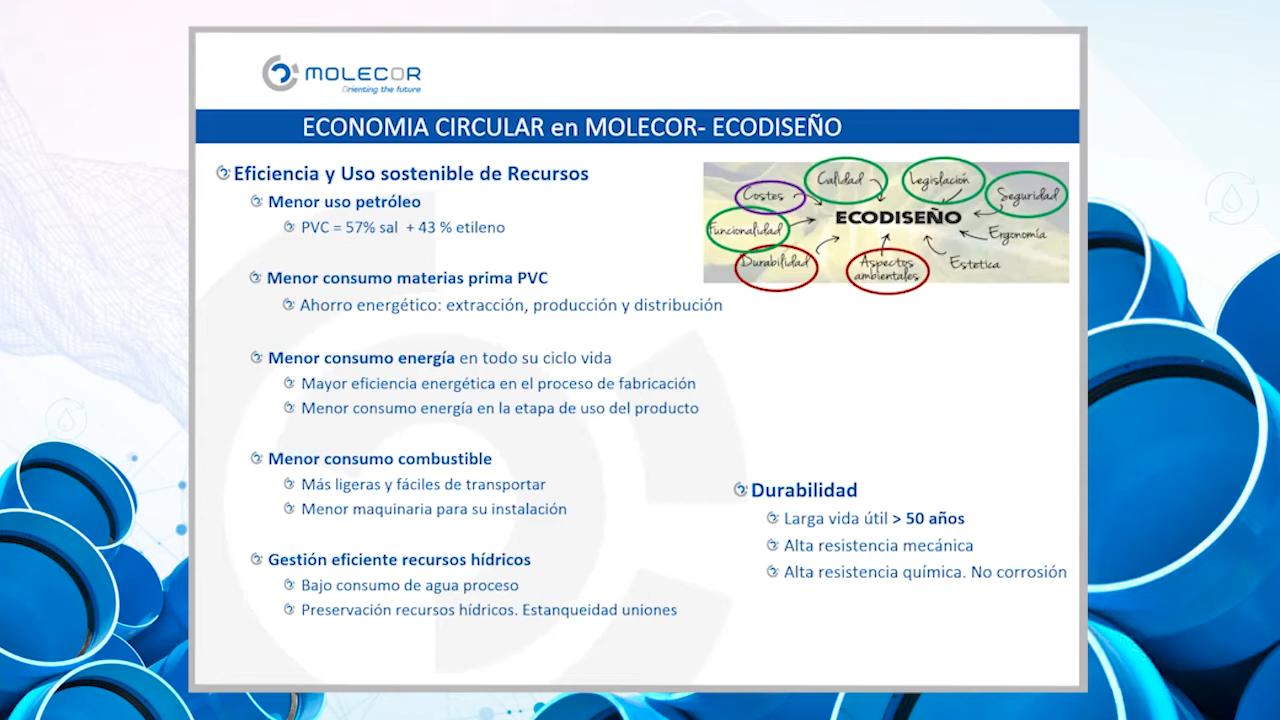 MOLECOR
Orienting the future
ECONOMIA CIRCULAR en MOLECOR- ECODISEÑO
Eficiencia y Uso sostenible de Recursos
Menor uso petróleo
PVC = 57% sal + 43 % etileno
Menor consumo materias prima PVC
Ahorro energético: extracción, producción y distribución
Menor consumo energía en todo su ciclo vida
Mayor eficiencia energética en el proceso de fabricación
Menor consumo energía en la etapa de uso del producto
Menor consumo combustible
Más ligeras y fáciles de transportar
Menor maquinaria para su instalación
Gestión eficiente recursos hídricos
Bajo consumo de agua proceso
Preservación recursos hídricos. Estanqueidad uniones
Calidad
Legislación
Costes
Seguridad
ECODISEÑO
Funcionalidad
Ergonomía
Durabilidad
Aspectos
ambientales
Estetica
Durabilidad
Larga vida útil > 50 años
Alta resistencia mecánica
Alta resistencia química. No corrosión